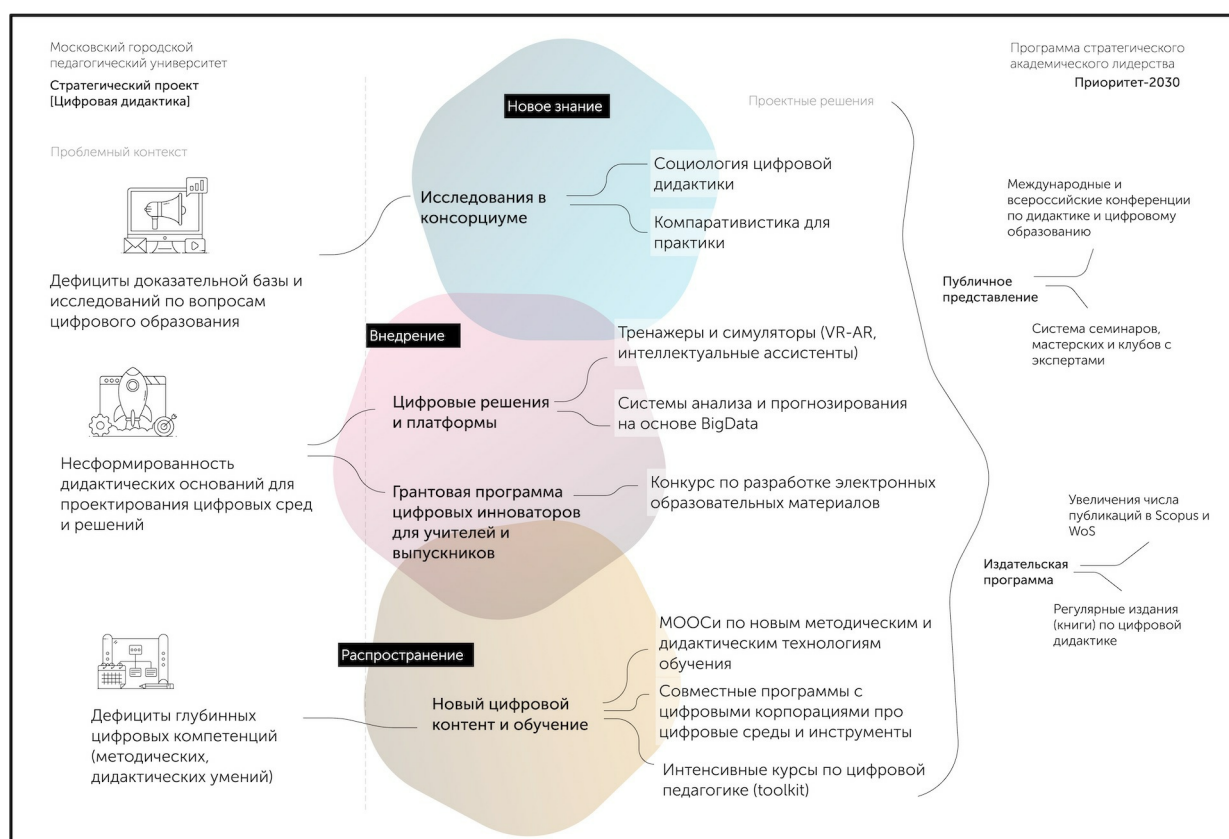 Московский городской
педагогический университет
Стратегический проект
[Цифровая дидактика]
Программа стратегического
академического лидерства
Приоритет-2030
Проблемный контекст
Проектные решения
Новое знание
Дефициты доказательной базы и
исследований по вопросам
цифрового образования
Исследования в
консорциуме
Социология цифровой
дидактики
Компаративистика для
практики
Внедрение
Несформированность
дидактических оснований для
проектирования цифровых сред
и решений
Цифровые решения
и платформы
Тренажеры и симуляторы (VR-AR,
интеллектуальные ассистенты)
Системы анализа и прогнозирования
на основе BigData
Грантовая программа
цифровых инноваторов
для учителей и
выпускников
Конкурс по разработке электронных
образовательных материалов
Распространение
Дефициты глубинных
цифровых компетенций
(методических,
дидактических умений)
Новый цифровой
контент и обучение
МООСи по новым методическим и
дидактическим технологиям
обучения
Совместные программы с
цифровыми корпорациями про
цифровые среды и инструменты
Интенсивные курсы по цифровой
педагогике (toolkit)
Международные и
всероссийские конференции
по дидактике и цифровому
образованию
Публичное
представление
Система семинаров,
мастерских и клубов с
экспертами
Увеличения числа
публикаций в Scopus и
WoS
Издательская
программа
Регулярные издания
(книги) по цифровой
дидактике